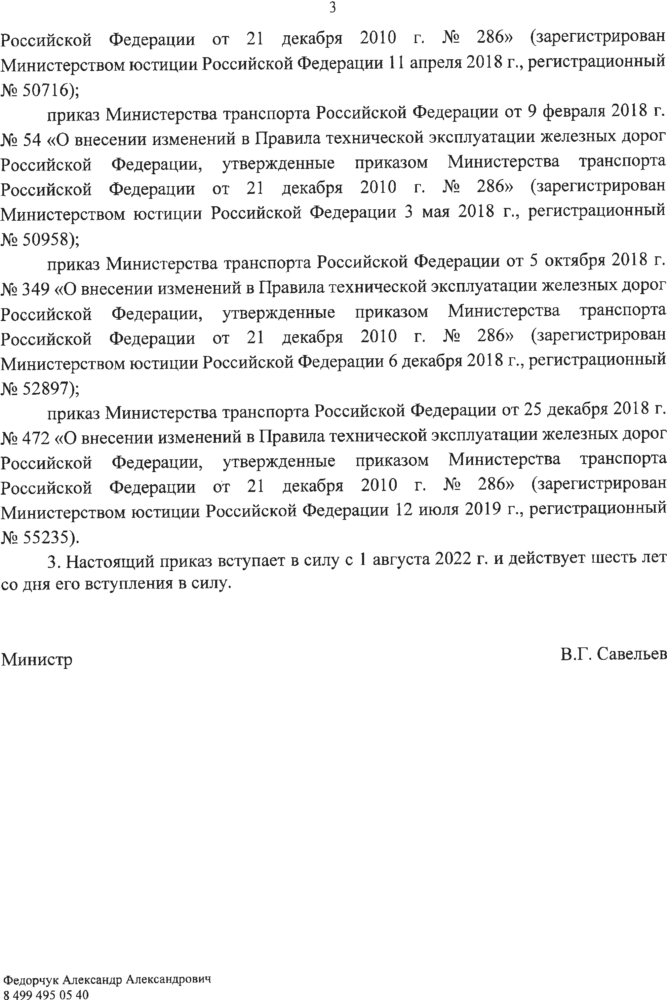 3
Российской Федерации от 21 декабря 2010 г. № 286» (зарегистрирован
Министерством юстиции Российской Федерации 11 апреля 2018 г., регистрационный
№ 50716);
приказ Министерства транспорта Российской Федерации от 9 февраля 2018 г.
№ 54 «О внесении изменений в Правила технической эксплуатации железных дорог
Российской Федерации, утвержденные приказом Министерства транспорта
Российской Федерации от 21 декабря 2010 г. № 286» (зарегистрирован
Министерством юстиции Российской Федерации 3 мая 2018 г., регистрационный
№ 50958);
приказ Министерства транспорта Российской Федерации от 5 октября 2018 г.
№ 349 «О внесении изменений в Правила технической эксплуатации железных дорог
Российской Федерации, утвержденные приказом Министерства транспорта
Российской Федерации от 21 декабря 2010 г. № 286» (зарегистрирован
Министерством юстиции Российской Федерации 6 декабря 2018 г., регистрационный
№ 52897);
приказ Министерства транспорта Российской Федерации от 25 декабря 2018 г.
№ 472 «О внесении изменений в Правила технической эксплуатации железных дорог
Российской Федерации, утвержденные приказом Министерства транспорта
Российской Федерации от 21 декабря 2010 г. № 286» (зарегистрирован
Министерством юстиции Российской Федерации 12 июля 2019 г., регистрационный
№ 55235).
3. Настоящий приказ вступает в силу с 1 августа 2022 г. и действует шесть лет
со дня его вступления в силу.
Министр В.Г. Савельев
Федорчук Александр Александрович
8 499 495 05 40